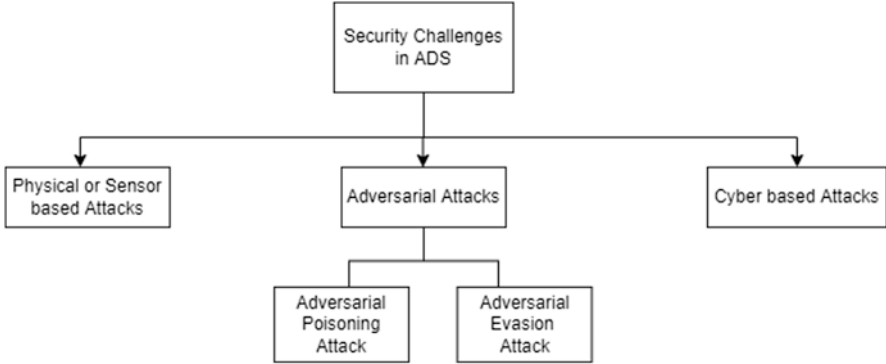 Security Challenges
in ADS
Physical or Sensor
based Attacks
Adversarial Attacks
Cyber based Attacks
Adversarial
Poisoning
Attack
Adversarial
Evasion
Attack